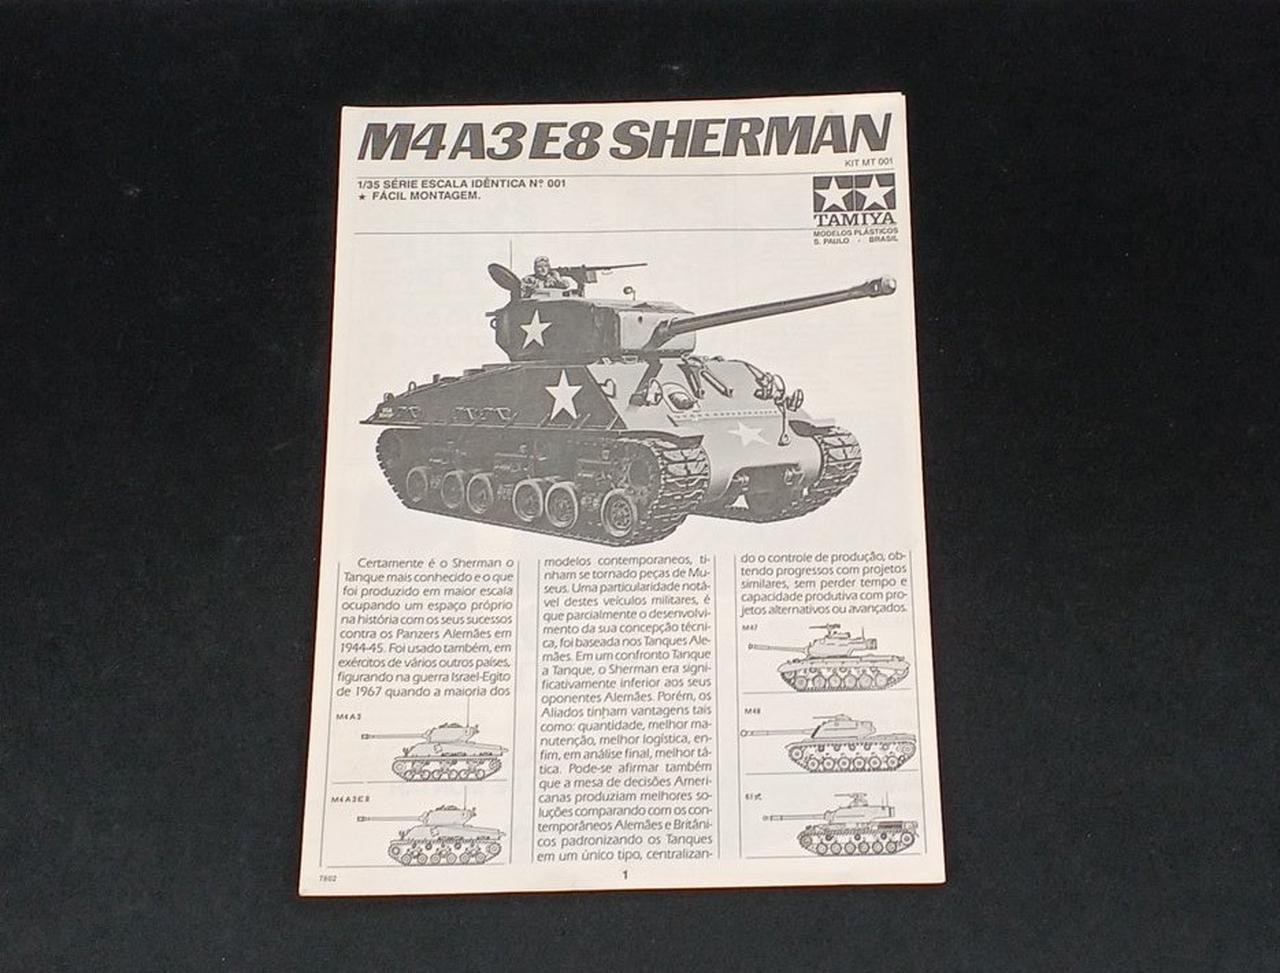 M4A3E8 SHERMAN
KIT MT 001
1/35 SÉRIE ESCALA IDÊNTICA Nº 001
★ FÁCIL MONTAGEM.
TAMIYA
MODELOS PLÁSTICOS
S. PAULO - BRASIL
Certamente é o Sherman o
Tanque mais conhecido e o que
foi produzido em maior escala
ocupando um espaço próprio
na história com os seus sucessos
contra os Panzers Alemães em
1944-45. Foi usado também, em
exércitos de vários outros países,
figurando na guerra Israel-Egito
de 1967 quando a maioria dos
M4A3
M4A3E8
modelos contemporaneos, ti-
nham se tornado peças de Mu-
seus. Uma particularidade notá-
vel destes veículos militares, é
que parcialmente o desenvolvi-
mento da sua concepção técni-
ca, foi baseada nos Tanques Ale-
mães. Em um confronto Tanque
a Tanque, o Sherman era signi-
ficativamente inferior aos seus
oponentes Alemães. Porém, os
Aliados tinham vantagens tais
como: quantidade, melhor ma-
nutenção, melhor logística, en-
fim, em análise final, melhor tá-
tica. Pode-se afirmar também
que a mesa de decisões Ameri-
canas produziam melhores so-
luções comparando com os con-
temporâneos Alemães e Britâni-
cos padronizando os Tanques
em um único tipo, centralizan-
do o controle de produção, ob-
tendo progressos com projetos
similares, sem perder tempo e
capacidade produtiva com pro-
jetos alternativos ou avançados.
M47
M48
61式
7802
1